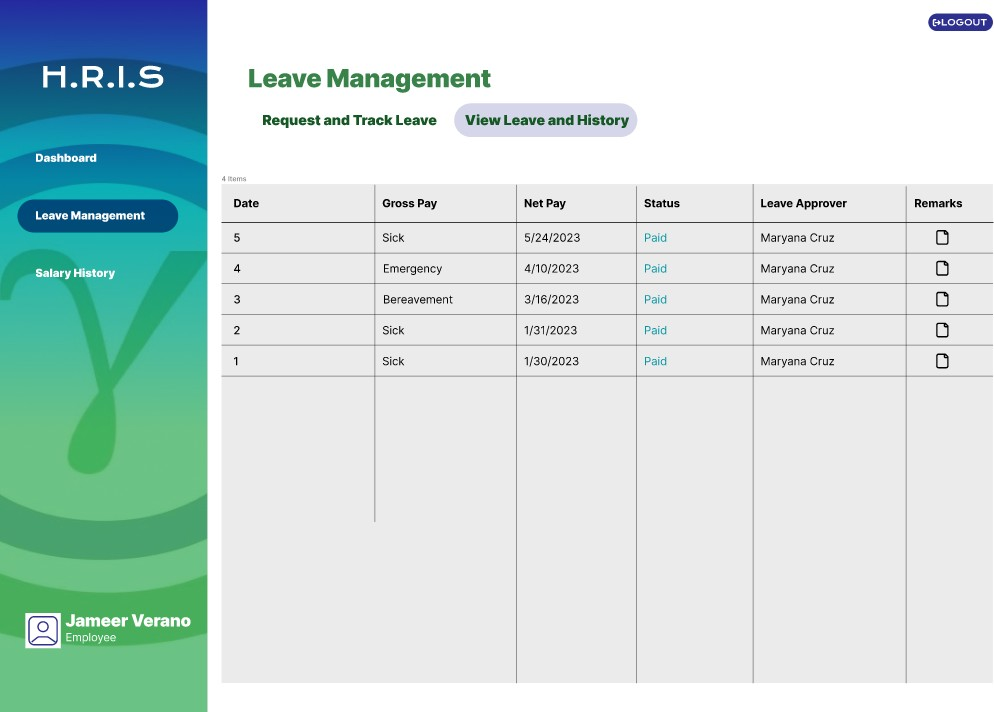 LOGOUT
H.R.I.S
Leave Management
Request and Track Leave View Leave and History
Dashboard
Leave Management
Salary History
4 Items
Date Gross Pay Net Pay Status Leave Approver Remarks
5 Sick 5/24/2023 Paid Maryana Cruz
4 Emergency 4/10/2023 Paid Maryana Cruz
3 Bereavement 3/16/2023 Paid Maryana Cruz
2 Sick 1/31/2023 Paid Maryana Cruz
1 Sick 1/30/2023 Paid Maryana Cruz
γ
Jameer Verano
Employee